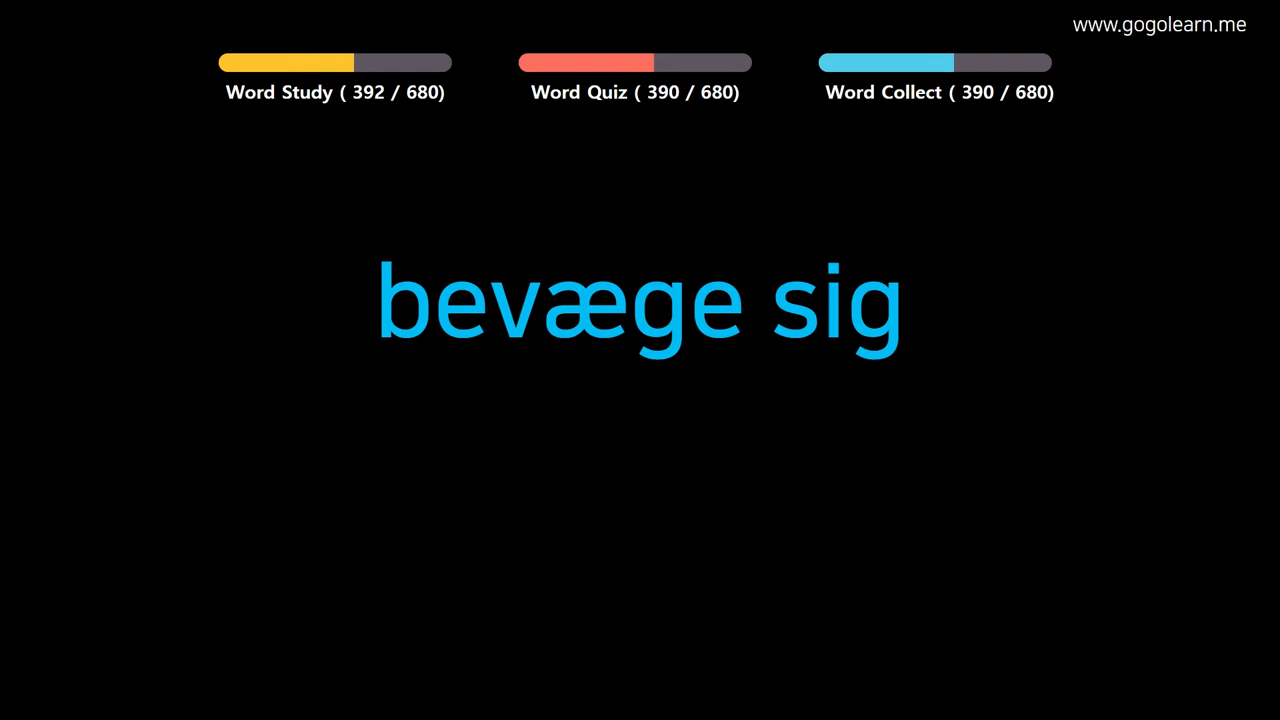 www.gogolearn.me
Word Study ( 392 / 680)
Word Quiz ( 390 / 680)
Word Collect ( 390 / 680)
bevæge sig